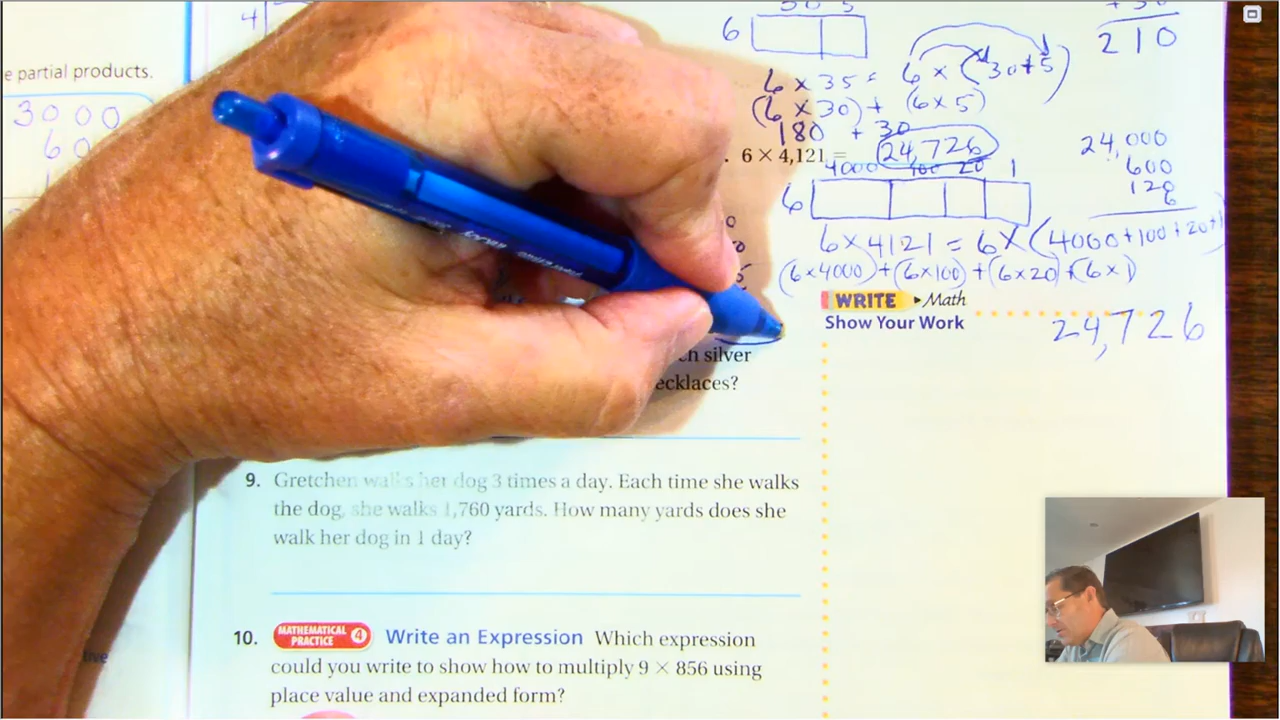 4
e partial products.
3000
60
30 5
6
210
6 × 35 = 6 × (30+5)
(6 × 30) + (6×5)
180 + 30
6 × 4,121 = 24,726
4000 100 20 1
6
24,000
600
120
6
6×4121 = 6×(4000+100+20+1
(6×4000)+(6×100)+(6×20)+(6×1)
WRITE ▸ Math
Show Your Work
24,726
ch silver
ecklaces?
9. Gretchen walks her dog 3 times a day. Each time she walks
the dog, she walks 1,760 yards. How many yards does she
walk her dog in 1 day?
10. MATHEMATICAL PRACTICE 4 Write an Expression Which expression
could you write to show how to multiply 9 × 856 using
place value and expanded form?